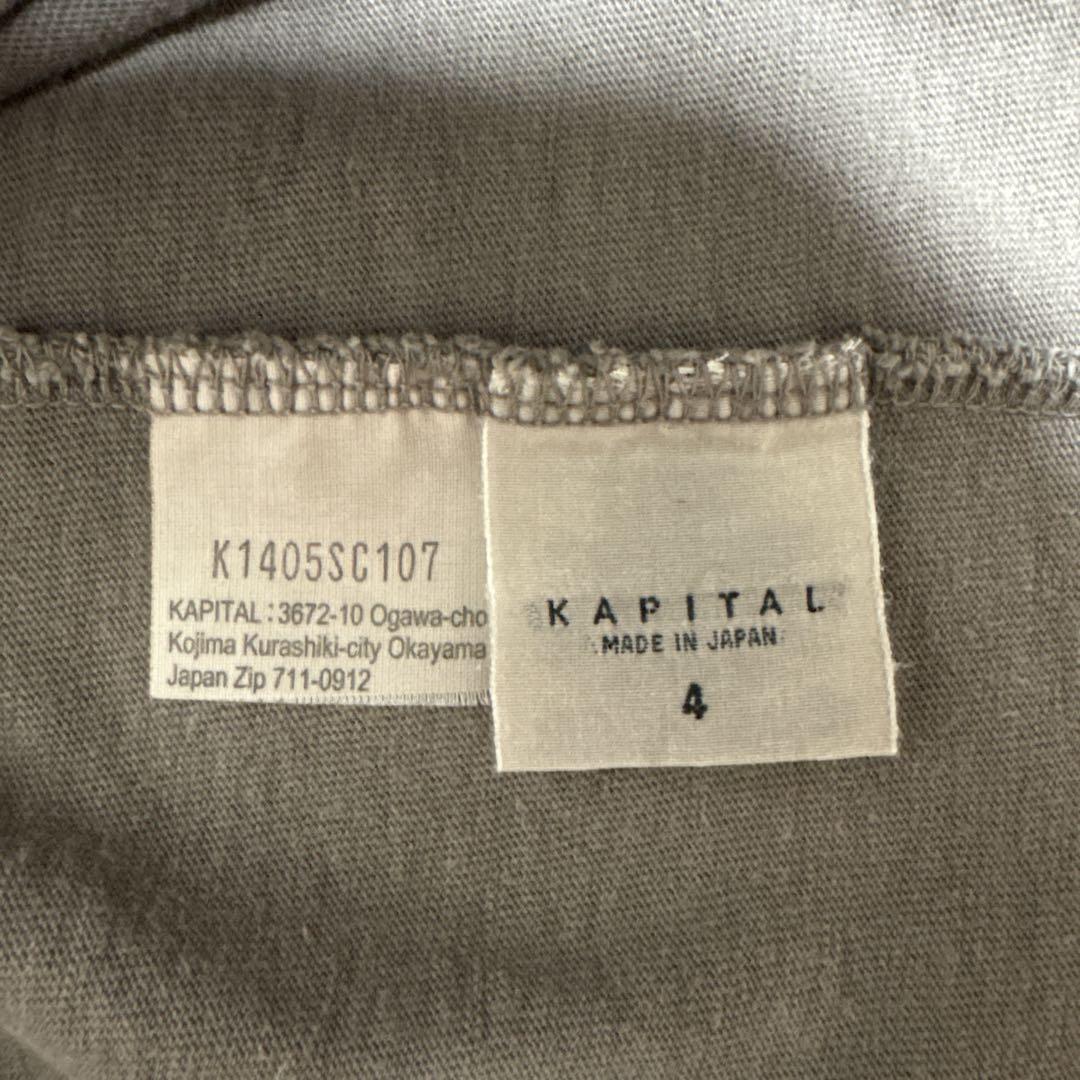 K1405SC107
KAPITAL:3672-10 Ogawa-cho
Kojima Kurashiki-city Okayama
Japan Zip 711-0912
KAPITAL
MADE IN JAPAN
4